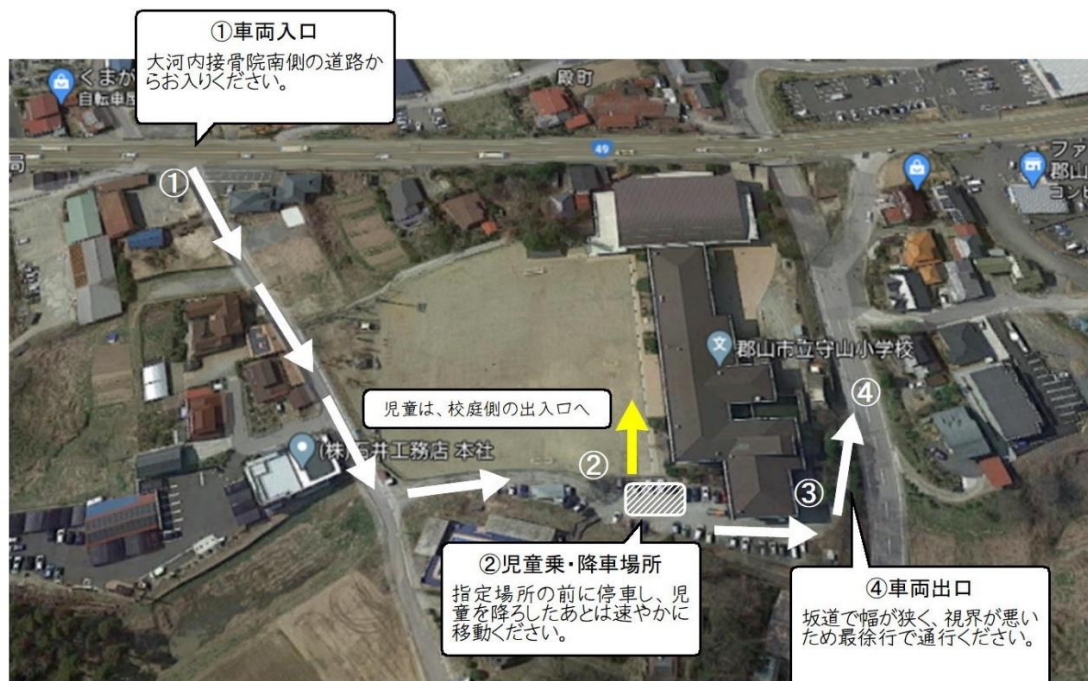 ①車両入口
大河内接骨院南側の道路か
らお入りください。
くまが
自転車屋
殿町
局
49
①
ファ
郡山
コンビ
文
郡山市立守山小学校
児童は、校庭側の出入口へ
④
②
(株)石井工務店 本社
③
②児童乗・降車場所
指定場所の前に停車し、児
童を降ろしたあとは速やかに
移動ください。
④車両出口
坂道で幅が狭く、視界が悪い
ため最徐行で通行ください。